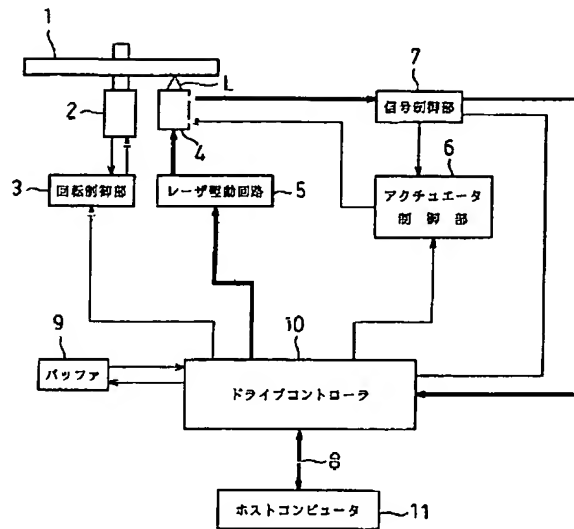 1
7
L
信号制御部
2
6
4
アクチュエータ
制御部
3
回転制御部
レーザ駆動回路
5
9
10
バッファ
ドライブコントローラ
8
ホストコンピュータ
11